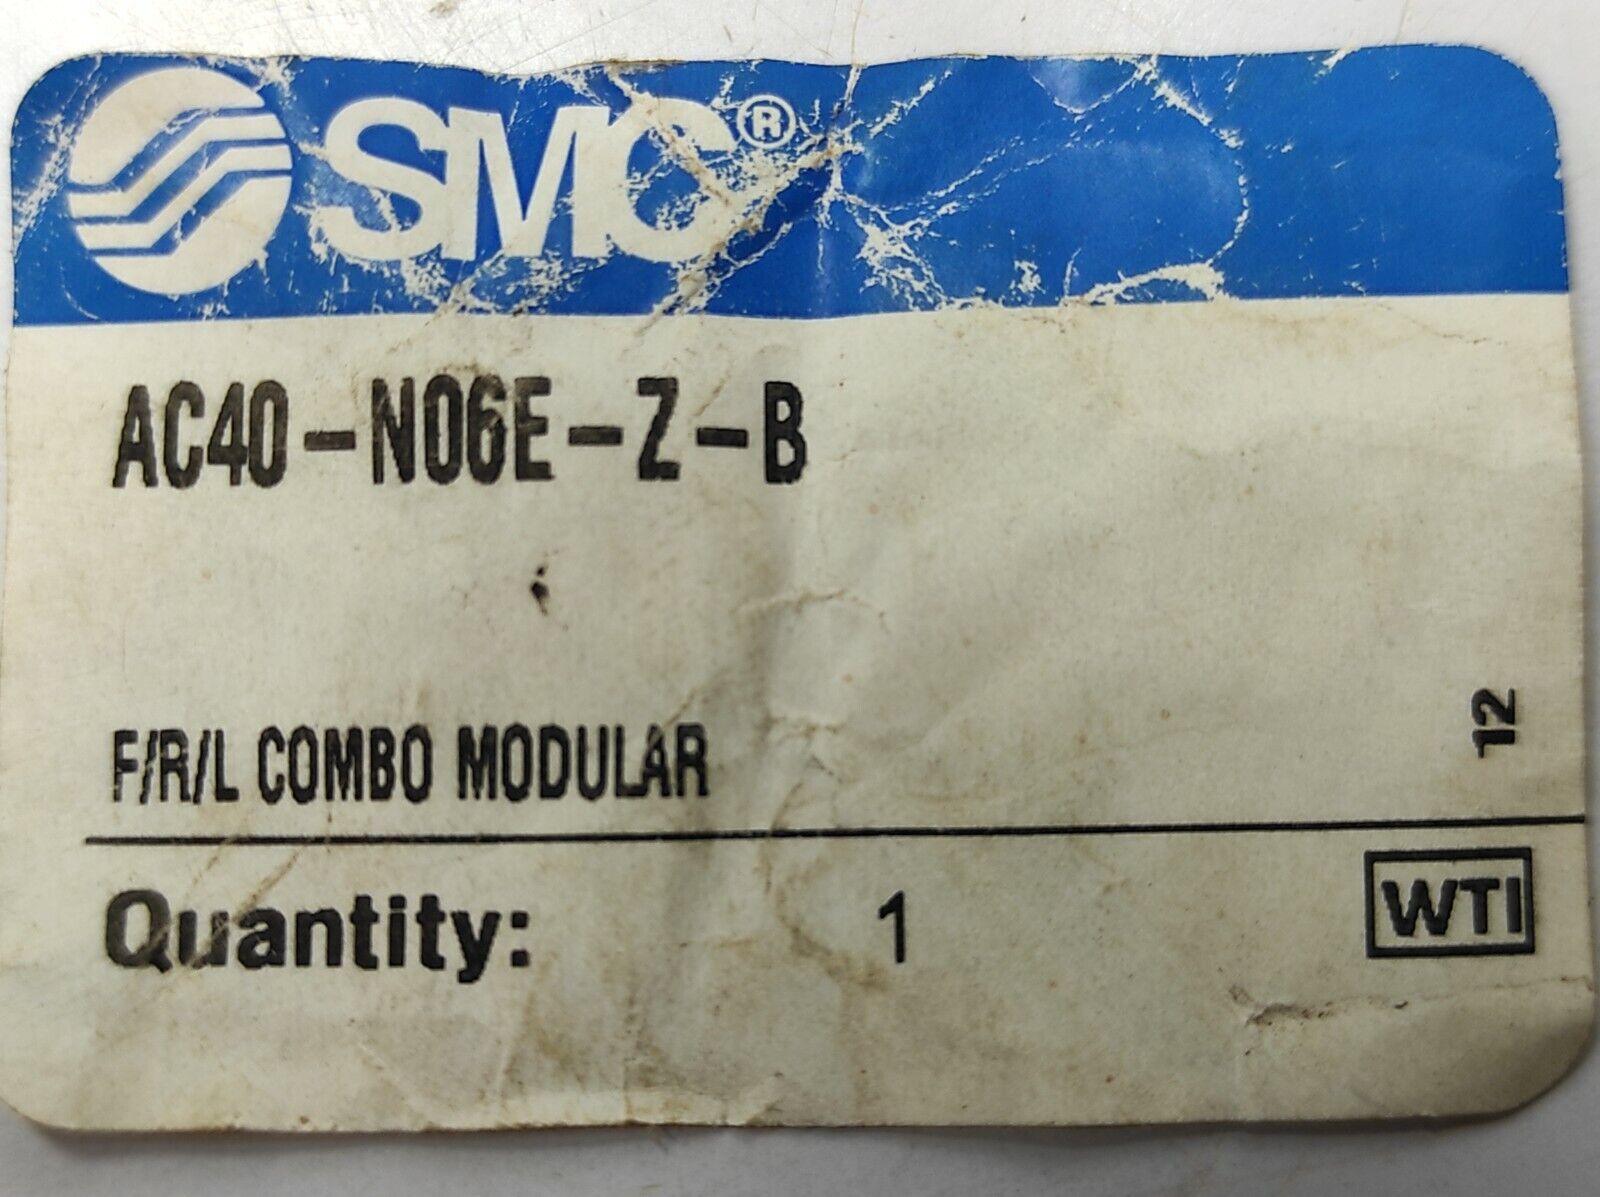 SMC®
AC40-N06E-Z-B
F/R/L COMBO MODULAR
12
Quantity: 1
WTI